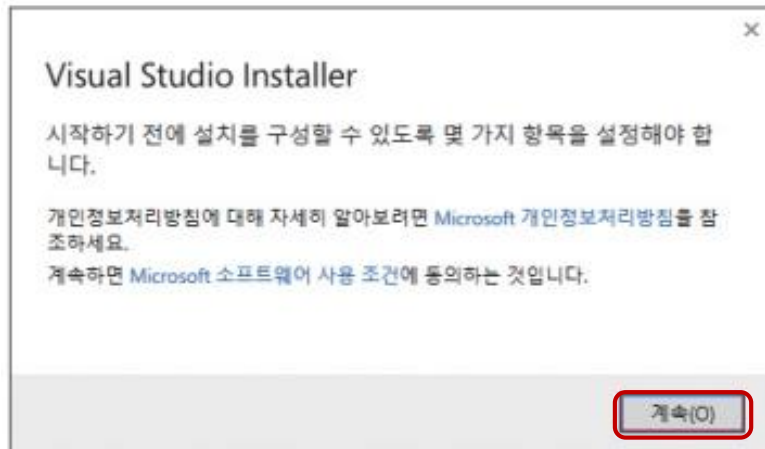 Visual Studio Installer
시작하기 전에 설치를 구성할 수 있도록 몇 가지 항목을 설정해야 합
니다.
개인정보처리방침에 대해 자세히 알아보려면 Microsoft 개인정보처리방침을 참
조하세요.
계속하면 Microsoft 소프트웨어 사용 조건에 동의하는 것입니다.
계속(O)